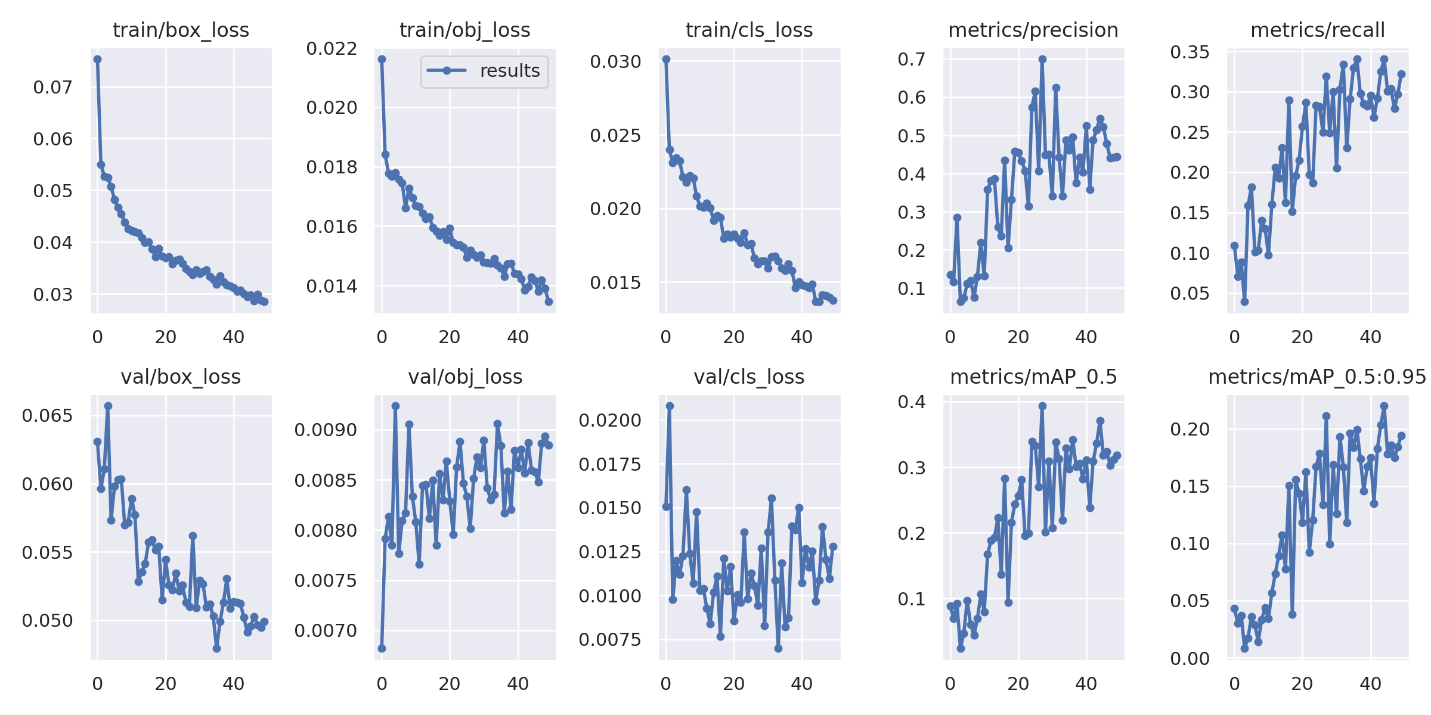 train/box_loss
0.07
0.06
0.05
0.04
0.03
0 20 40
train/obj_loss
results
0.022
0.020
0.018
0.016
0.014
0 20 40
train/cls_loss
0.030
0.025
0.020
0.015
0 20 40
metrics/precision
0.7
0.6
0.5
0.4
0.3
0.2
0.1
0 20 40
metrics/recall
0.35
0.30
0.25
0.20
0.15
0.10
0.05
0 20 40
val/box_loss
0.065
0.060
0.055
0.050
0 20 40
val/obj_loss
0.0090
0.0085
0.0080
0.0075
0.0070
0 20 40
val/cls_loss
0.0200
0.0175
0.0150
0.0125
0.0100
0.0075
0 20 40
metrics/mAP_0.5
0.4
0.3
0.2
0.1
0 20 40
metrics/mAP_0.5:0.95
0.20
0.15
0.10
0.05
0.00
0 20 40